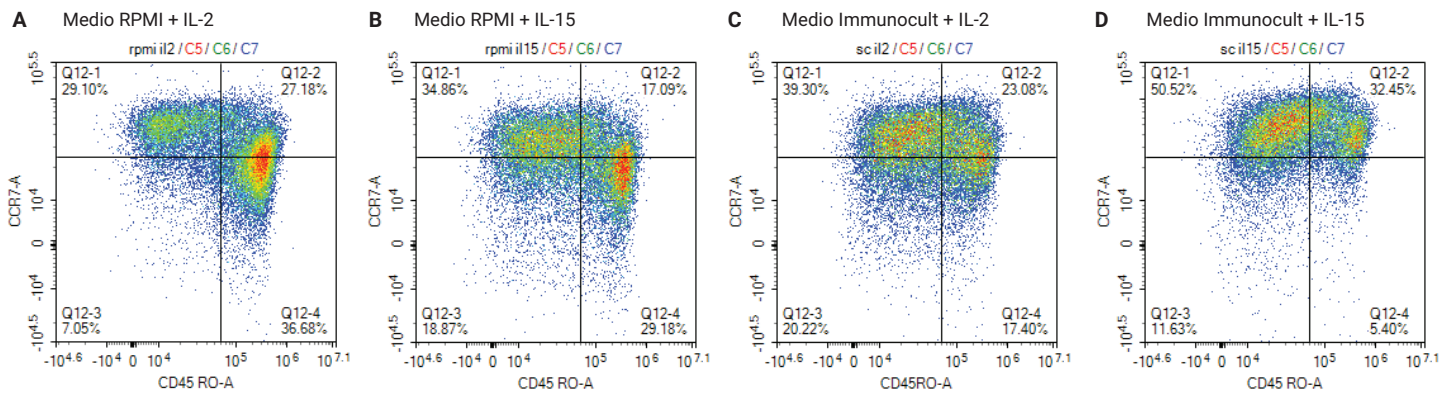 A Medio RPMI + IL-2
rpmi il2 / C5 / C6 / C7
10^5.5
10^4
0
-10^4
-10^4.5
CCR7-A
Q12-1
29.10%
Q12-2
27.18%
Q12-3
7.05%
Q12-4
36.68%
-10^4.6 -10^4 0 10^4 10^5 10^6 10^7.1
CD45 RO-A
B Medio RPMI + IL-15
rpmi il15 / C5 / C6 / C7
10^5.5
10^4
0
-10^4
-10^4.5
CCR7-A
Q12-1
34.86%
Q12-2
17.09%
Q12-3
18.87%
Q12-4
29.18%
-10^4.6 -10^4 0 10^4 10^5 10^6 10^7.1
CD45 RO-A
C Medio Immunocult + IL-2
sc il2 / C5 / C6 / C7
10^5.5
10^4
0
-10^4
-10^4.5
CCR7-A
Q12-1
39.30%
Q12-2
23.08%
Q12-3
20.22%
Q12-4
17.40%
-10^4.6 -10^4 0 10^4 10^5 10^6 10^7.1
CD45RO-A
D Medio Immunocult + IL-15
sc il15 / C5 / C6 / C7
10^5.5
10^4
0
-10^4
-10^4.5
CCR7-A
Q12-1
50.52%
Q12-2
32.45%
Q12-3
11.63%
Q12-4
5.40%
-10^4.6 -10^4 0 10^4 10^5 10^6 10^7.1
CD45 RO-A